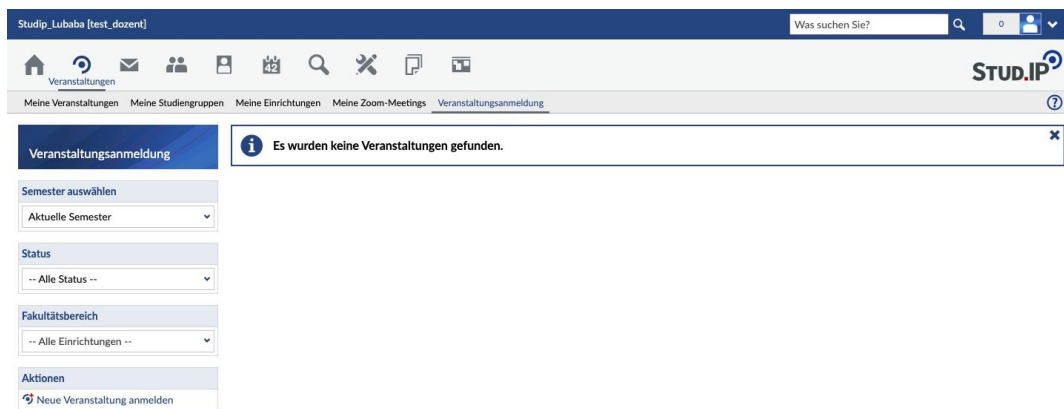 Studip_Lubaba [test_dozent]
Was suchen Sie?
0
42
Veranstaltungen
STUD.IP
Meine Veranstaltungen Meine Studiengruppen Meine Einrichtungen Meine Zoom-Meetings Veranstaltungsanmeldung
?
Veranstaltungsanmeldung
i Es wurden keine Veranstaltungen gefunden.
Semester auswählen
Aktuelle Semester
Status
-- Alle Status --
Fakultätsbereich
-- Alle Einrichtungen --
Aktionen
Neue Veranstaltung anmelden